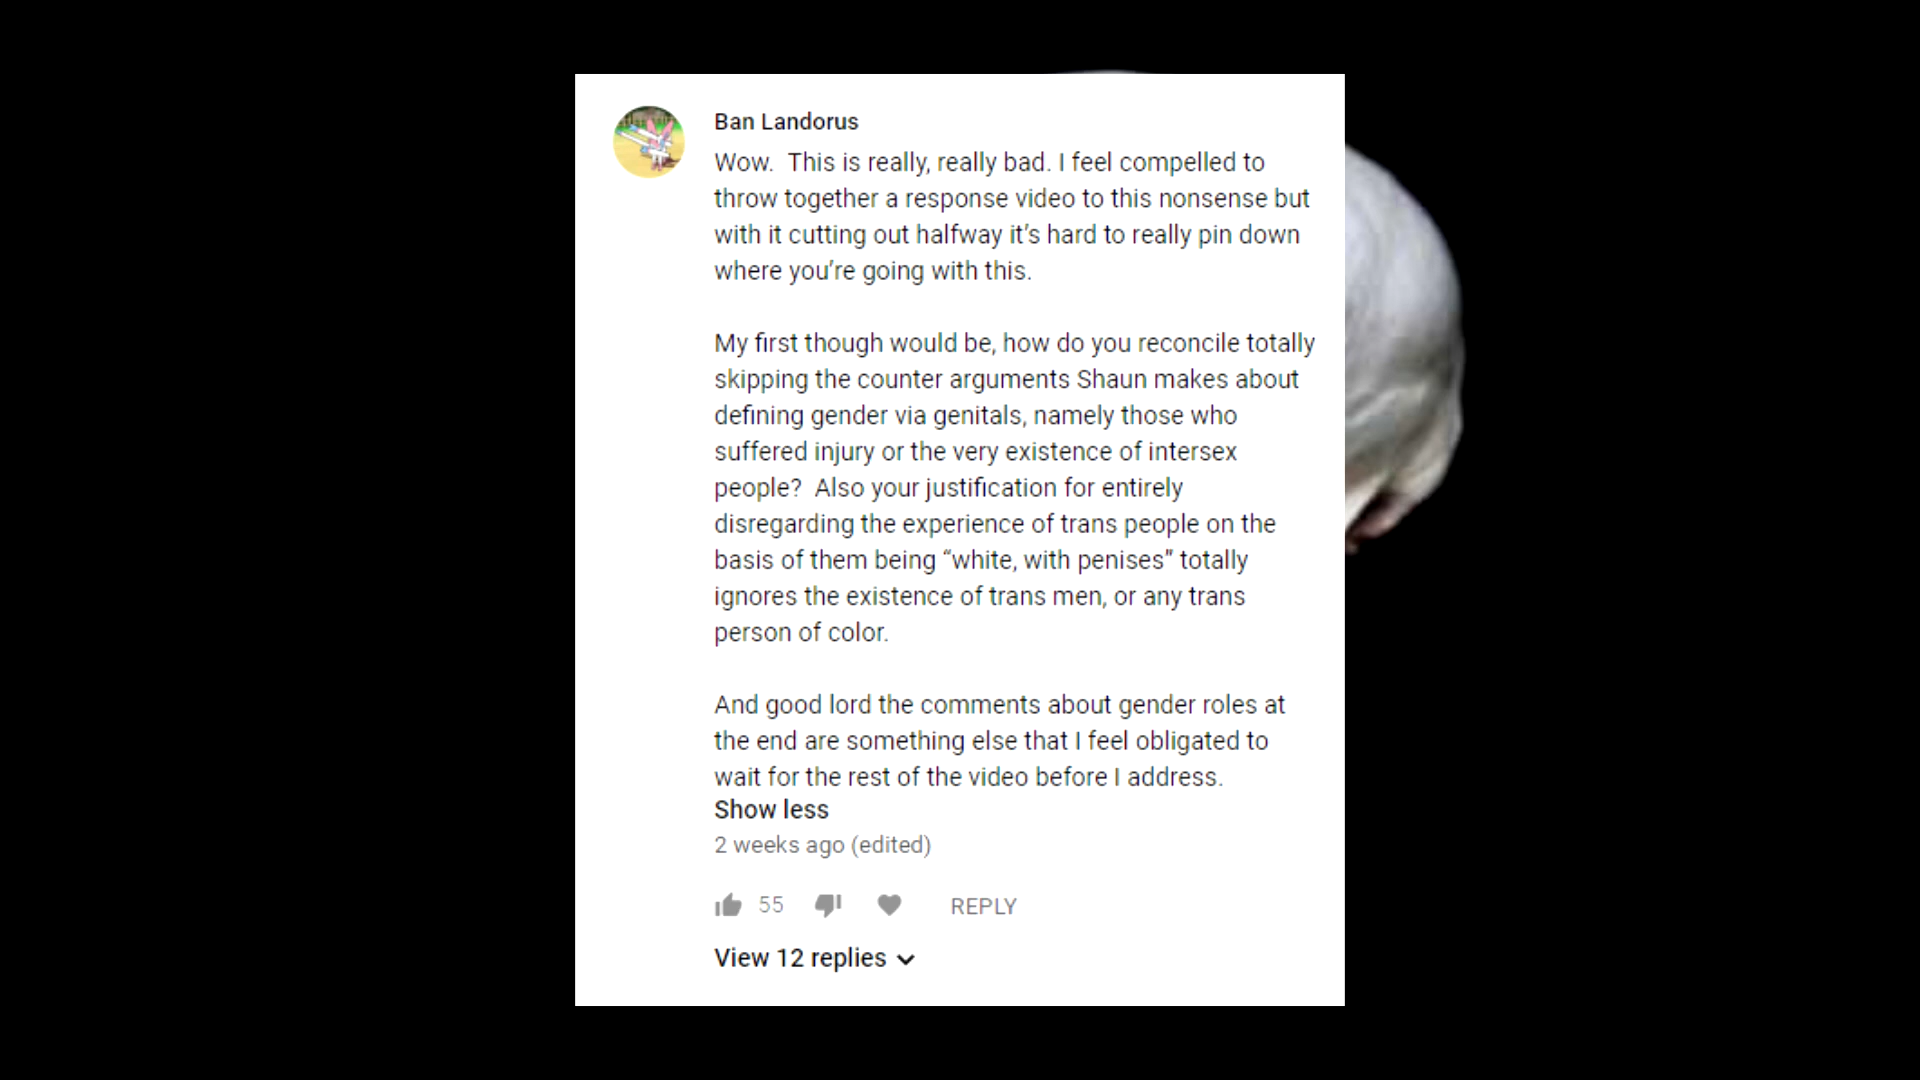 Ban Landorus
Wow.  This is really, really bad. I feel compelled to
throw together a response video to this nonsense but
with it cutting out halfway it’s hard to really pin down
where you’re going with this.
My first though would be, how do you reconcile totally
skipping the counter arguments Shaun makes about
defining gender via genitals, namely those who
suffered injury or the very existence of intersex
people?  Also your justification for entirely
disregarding the experience of trans people on the
basis of them being “white, with penises” totally
ignores the existence of trans men, or any trans
person of color.
And good lord the comments about gender roles at
the end are something else that I feel obligated to
wait for the rest of the video before I address.
Show less
2 weeks ago (edited)
55 REPLY
View 12 replies